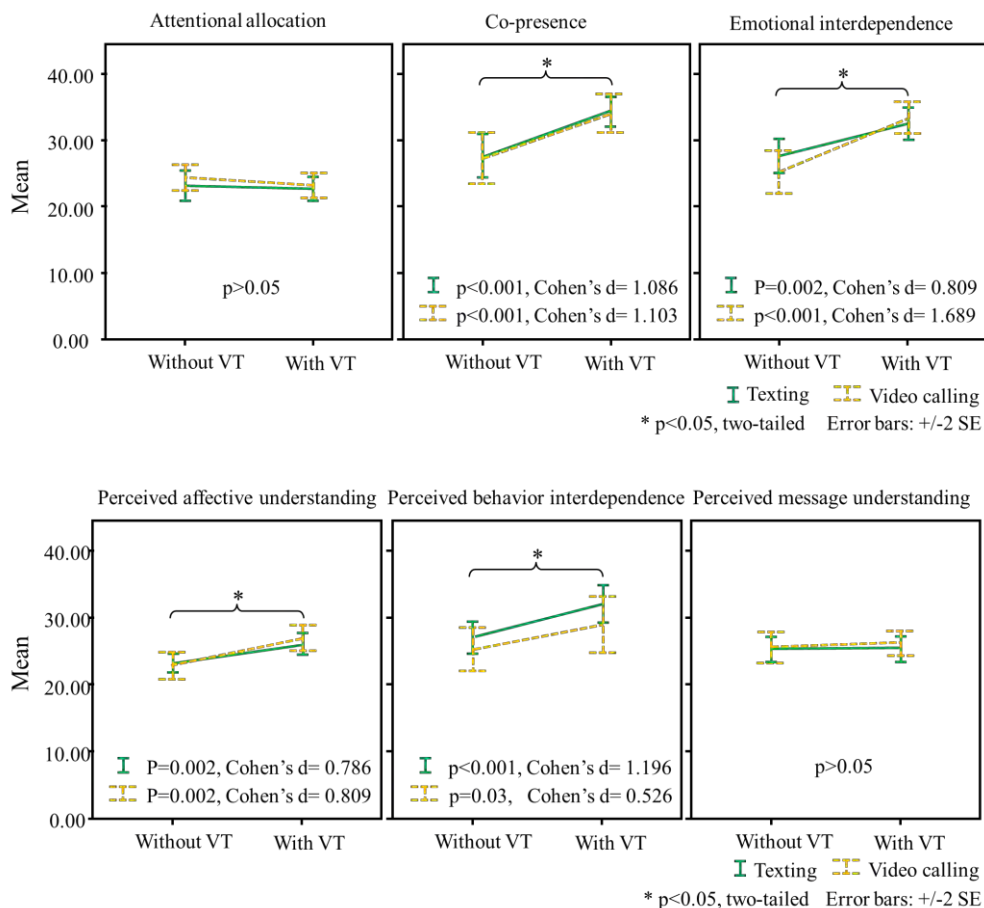 Attentional allocation
Co-presence
Emotional interdependence
Mean
40.00
30.00
20.00
10.00
0.00
*
*
p>0.05
p<0.001, Cohen's d= 1.086
p<0.001, Cohen's d= 1.103
P=0.002, Cohen's d= 0.809
p<0.001, Cohen's d= 1.689
Without VT
With VT
Without VT
With VT
Without VT
With VT
Texting
Video calling
* p<0.05, two-tailed
Error bars: +/-2 SE
Perceived affective understanding
Perceived behavior interdependence
Perceived message understanding
Mean
40.00
30.00
20.00
10.00
0.00
*
*
P=0.002, Cohen's d= 0.786
P=0.002, Cohen's d= 0.809
p<0.001, Cohen's d= 1.196
p=0.03, Cohen's d= 0.526
p>0.05
Without VT
With VT
Without VT
With VT
Without VT
With VT
Texting
Video calling
* p<0.05, two-tailed
Error bars: +/-2 SE